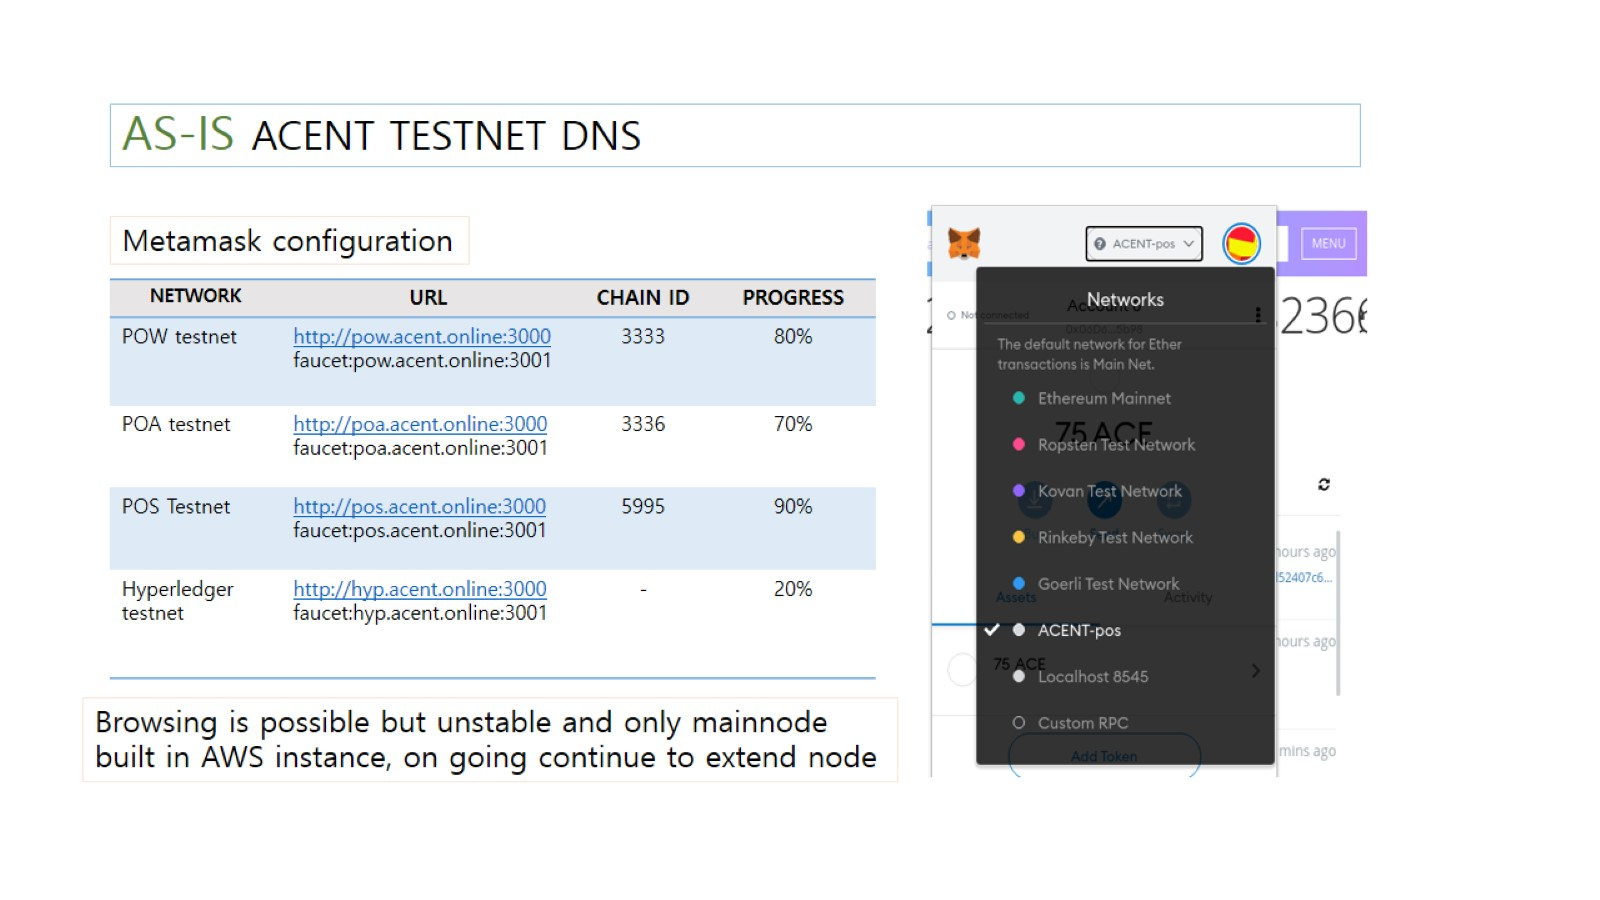 AS-IS ACENT TESTNET DNS
Metamask configuration
NETWORK URL CHAIN ID PROGRESS
POW testnet http://pow.acent.online:3000 3333 80%
faucet:pow.acent.online:3001
POA testnet http://poa.acent.online:3000 3336 70%
faucet:poa.acent.online:3001
POS Testnet http://pos.acent.online:3000 5995 90%
faucet:pos.acent.online:3001
Hyperledger http://hyp.acent.online:3000 - 20%
testnet faucet:hyp.acent.online:3001
Browsing is possible but unstable and only mainnode
built in AWS instance, on going continue to extend node
ACENT-pos
MENU
Networks
Not connected
The default network for Ether
transactions is Main Net.
Ethereum Mainnet
75 ACE
Ropsten Test Network
Kovan Test Network
Rinkeby Test Network
Goerli Test Network
Assets Activity
ACENT-pos
75 ACE
Localhost 8545
Custom RPC
Add Token
2366
hours ago
52407c6...
hours ago
mins ago